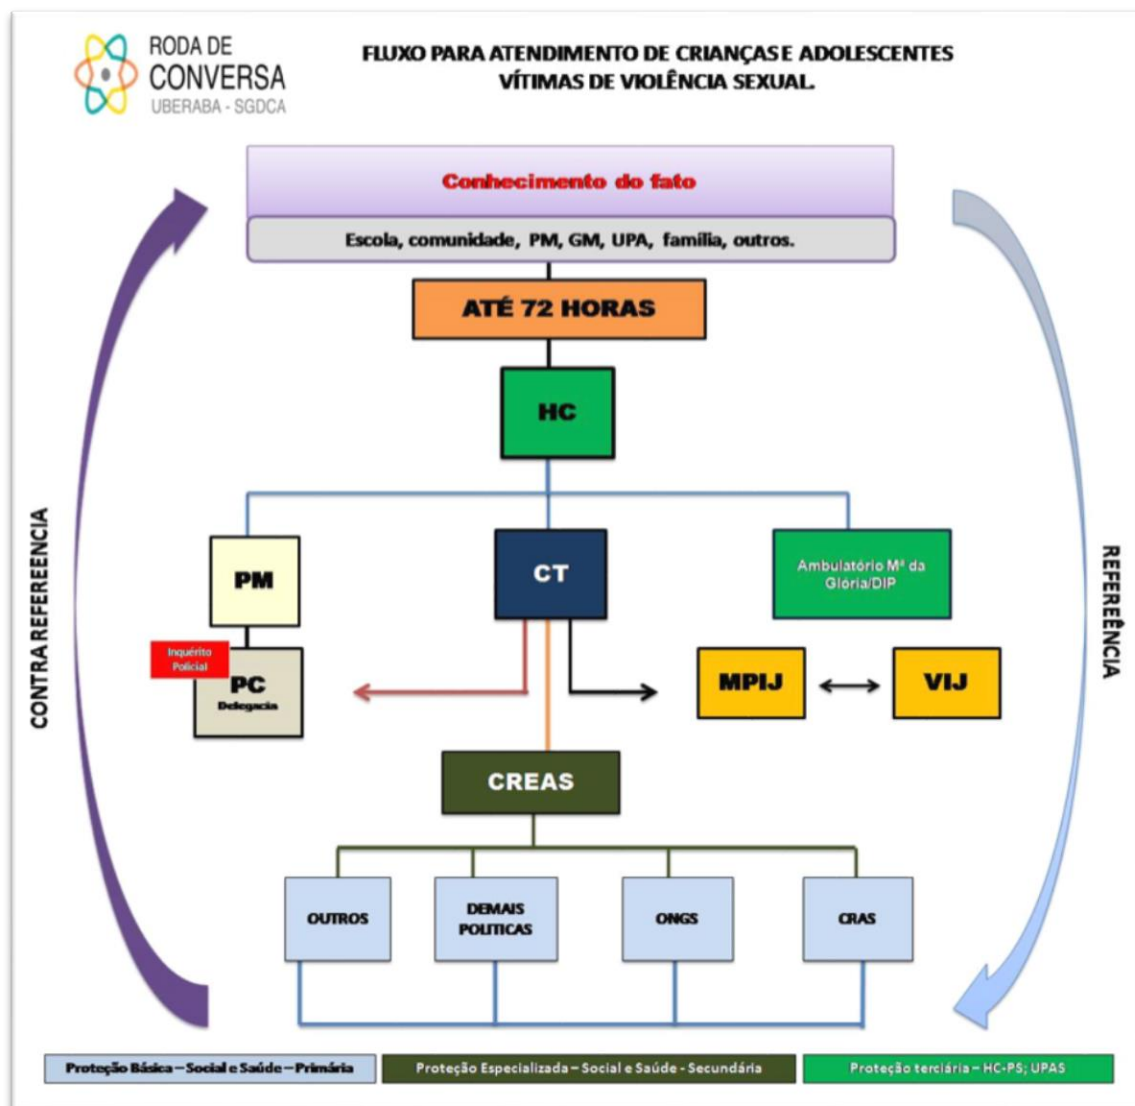 RODA DE
CONVERSA
UBERABA - SGDCA
FLUXO PARA ATENDIMENTO DE CRIANÇAS E ADOLESCENTES
VÍTIMAS DE VIOLÊNCIA SEXUAL.
Conhecimento do fato
Escola, comunidade, PM, GM, UPA, família, outros.
ATÉ 72 HORAS
HC
CONTRA REFEREENCIA
REFEREÊNCIA
PM
CT
Ambulatório Mª da
Glória/DIP
Inquérito
Policial
PC
Delegacia
MPIJ
VIJ
CREAS
OUTROS
DEMAIS
POLITICAS
ONGS
CRAS
Proteção Básica – Social e Saúde – Primária
Proteção Especializada – Social e Saúde - Secundária
Proteção terciária – HC-PS; UPAS